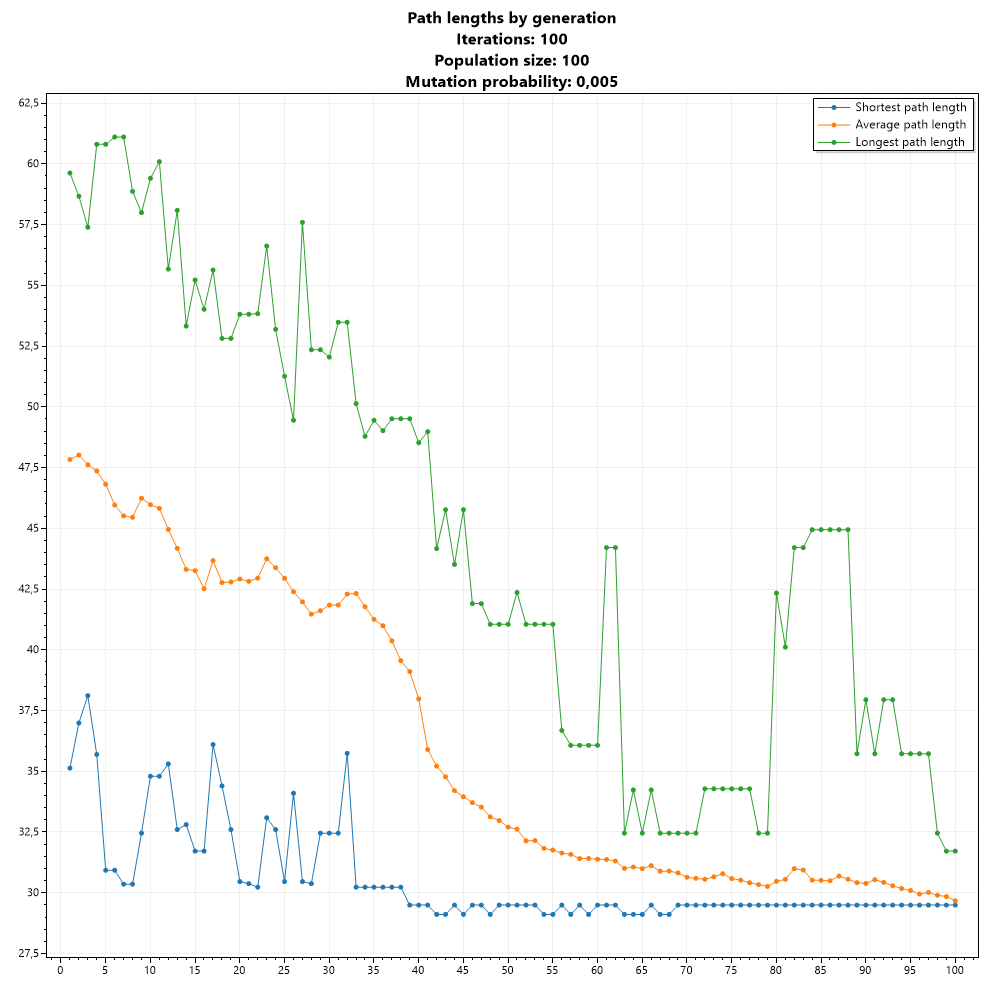 Path lengths by generation
Iterations: 100
Population size: 100
Mutation probability: 0,005
Shortest path length
Average path length
Longest path length
62,5
60
57,5
55
52,5
50
47,5
45
42,5
40
37,5
35
32,5
30
27,5
0 5 10 15 20 25 30 35 40 45 50 55 60 65 70 75 80 85 90 95 100